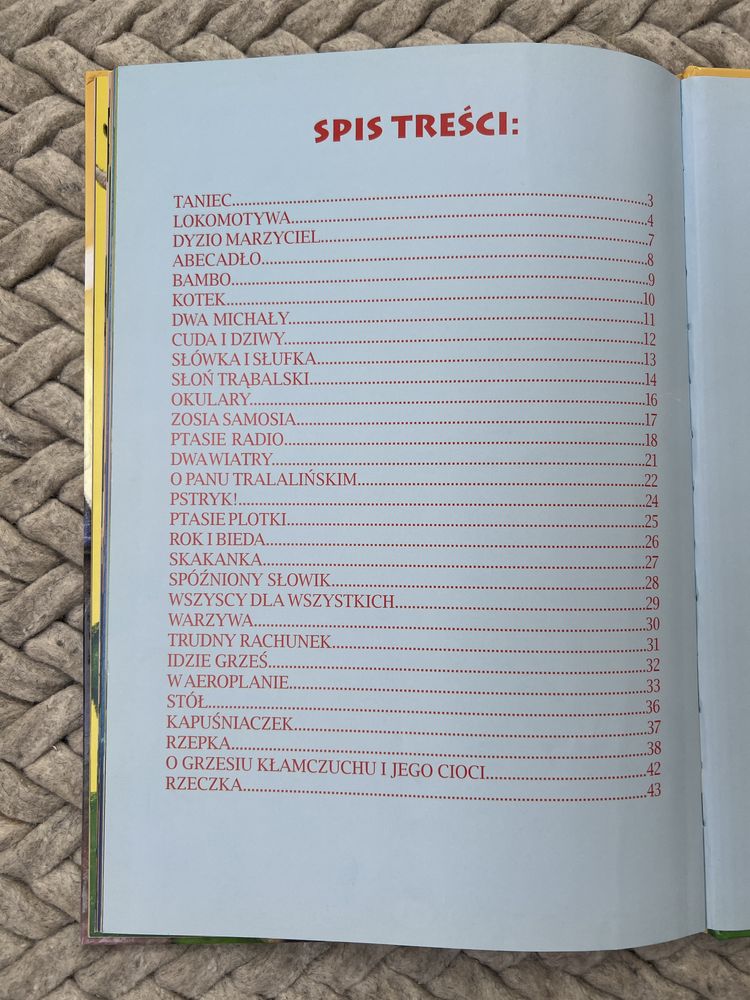 SPIS TREŚCI:
TANIEC...3
LOKOMOTYWA...4
DYZIO MARZYCIEL...7
ABECADŁO...8
BAMBO...9
KOTEK...10
DWA MICHAŁY...11
CUDA I DZIWY...12
SŁÓWKA I SŁUFKA...13
SŁOŃ TRĄBALSKI...14
OKULARY...16
ZOSIA SAMOSIA...17
PTASIE RADIO...18
DWA WIATRY...21
O PANU TRALALIŃSKIM...22
PSTRYK!...24
PTASIE PLOTKI...25
ROK I BIEDA...26
SKAKANKA...27
SPÓŹNIONY SŁOWIK...28
WSZYSCY DLA WSZYSTKICH...29
WARZYWA...30
TRUDNY RACHUNEK...31
IDZIE GRZEŚ...32
W AEROPLANIE...33
STÓŁ...36
KAPUŚNIACZEK...37
RZEPKA...38
O GRZESIU KŁAMCZUCHU I JEGO CIOCI...42
RZECZKA...43